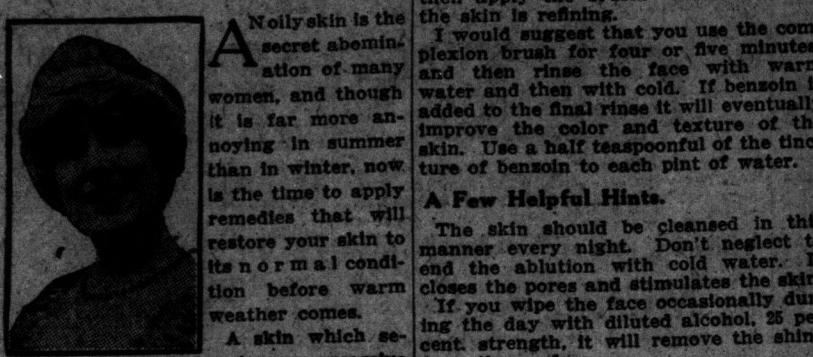 AN oily skin is the
secret abomin-
ation of many
women, and though
it is far more an-
noying in summer
than in winter, now
is the time to apply
remedies that will
restore your skin to
its normal condi-
tion before warm
weather comes.
A skin which se-
the skin is refining.
I would suggest that you use the com
plexion brush for four or five minutes
and then rinse the face with warm
water and then with cold. If benzoin i
added to the final rinse it will eventuall
improve the color and texture of th
skin. Use a half teaspoonful of the tinc
ture of benzoin to each pint of water.
A Few Helpful Hints.
The skin should be cleansed in thi
manner every night. Don't neglect t
end the ablution with cold water. I
closes the pores and stimulates the skin
If you wipe the face occasionally dur
ing the day with diluted alcohol, 25 pe
cent. strength, it will remove the shin